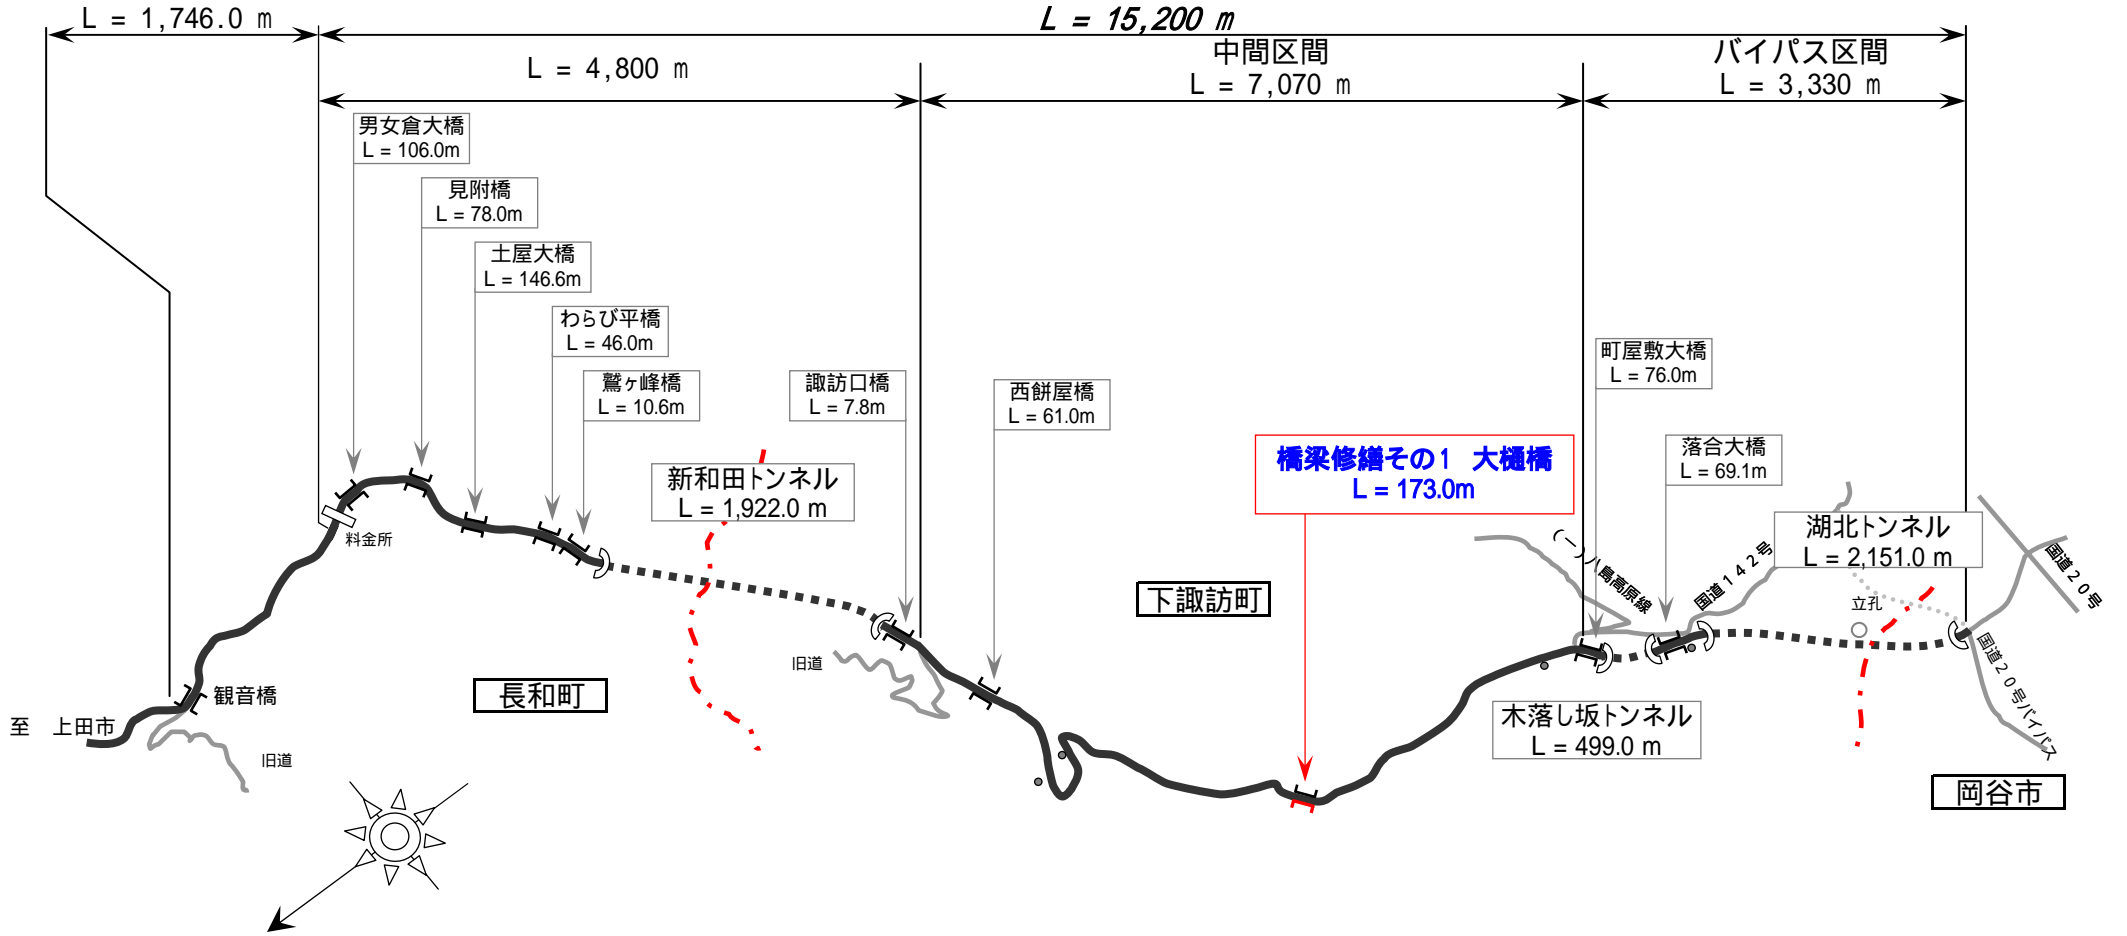 L = 1,746.0 m
L = 15,200 m
L = 4,800 m
中間区間
L = 7,070 m
バイパス区間
L = 3,330 m
男女倉大橋
L = 106.0m
見附橋
L = 78.0m
土屋大橋
L = 146.6m
わらび平橋
L = 46.0m
鷲ヶ峰橋
L = 10.6m
新和田トンネル
L = 1,922.0 m
諏訪口橋
L = 7.8m
西餅屋橋
L = 61.0m
橋梁修繕その1 大樋橋
L = 173.0m
町屋敷大橋
L = 76.0m
落合大橋
L = 69.1m
湖北トンネル
L = 2,151.0 m
料金所
(一)八島高原線
国道142号
国道20号
立孔
下諏訪町
旧道
国道20号バイパス
長和町
観音橋
至 上田市
旧道
木落し坂トンネル
L = 499.0 m
岡谷市